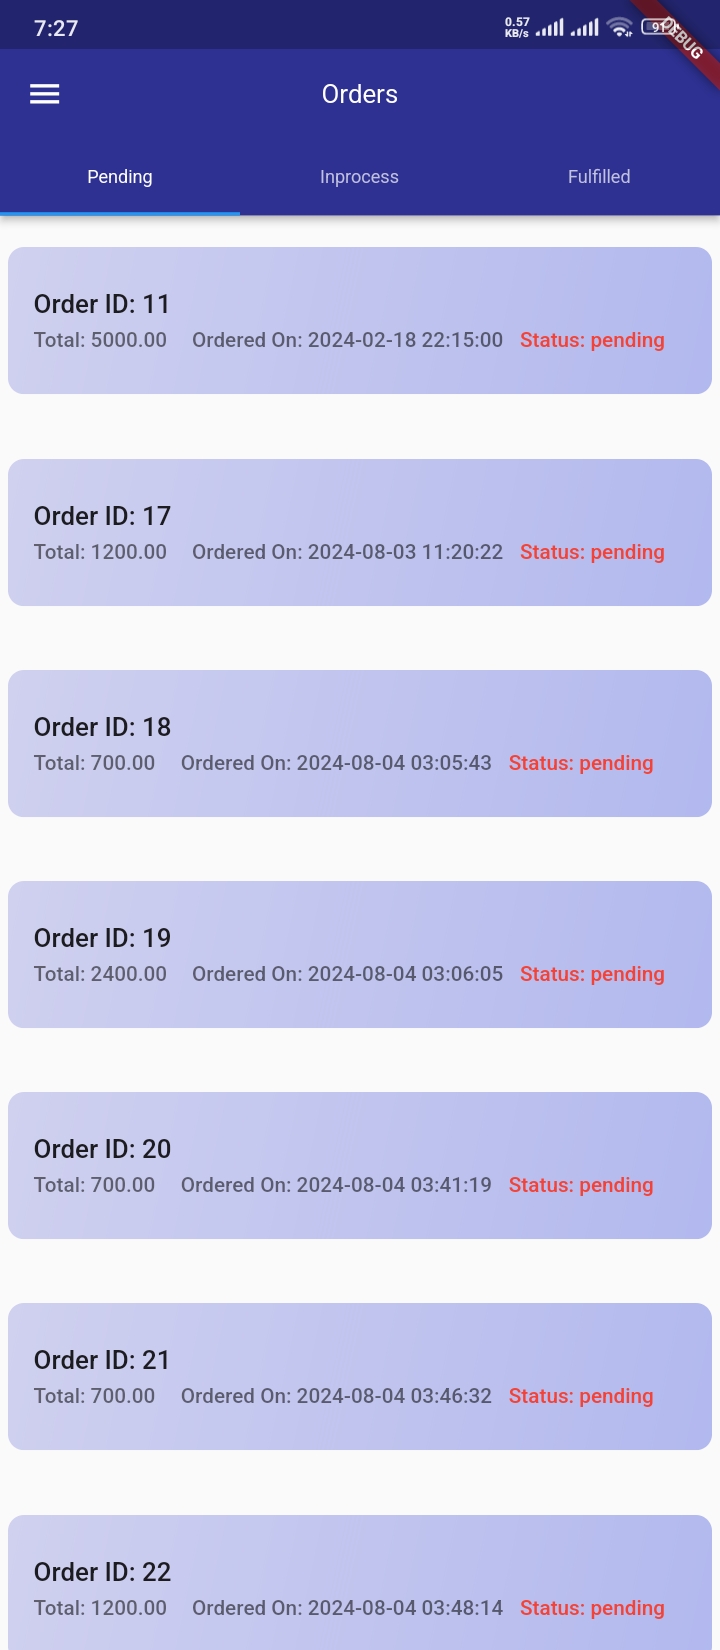 7:27
0.57
KB/s
91
DEBUG
Orders
Pending Inprocess Fulfilled
Order ID: 11
Total: 5000.00 Ordered On: 2024-02-18 22:15:00 Status: pending
Order ID: 17
Total: 1200.00 Ordered On: 2024-08-03 11:20:22 Status: pending
Order ID: 18
Total: 700.00 Ordered On: 2024-08-04 03:05:43 Status: pending
Order ID: 19
Total: 2400.00 Ordered On: 2024-08-04 03:06:05 Status: pending
Order ID: 20
Total: 700.00 Ordered On: 2024-08-04 03:41:19 Status: pending
Order ID: 21
Total: 700.00 Ordered On: 2024-08-04 03:46:32 Status: pending
Order ID: 22
Total: 1200.00 Ordered On: 2024-08-04 03:48:14 Status: pending